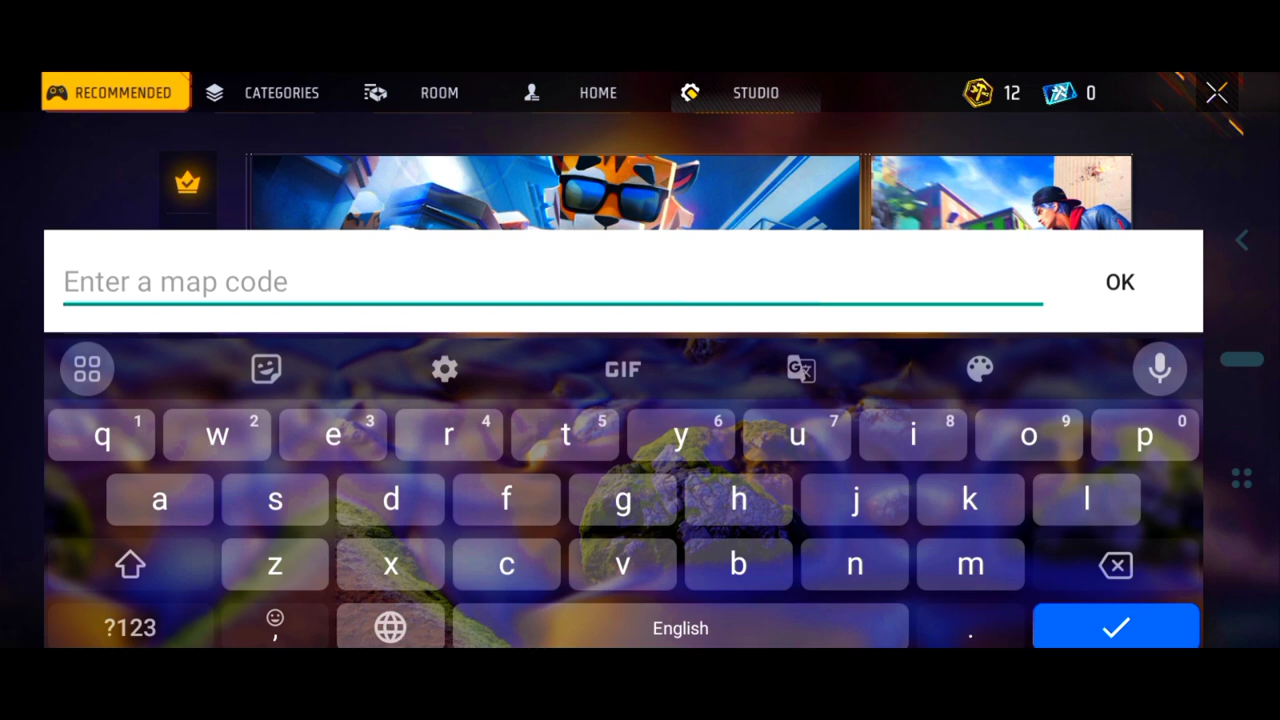 RECOMMENDED CATEGORIES ROOM HOME STUDIO 12 0
Enter a map code OK
GIF
q 1 w 2 e 3 r 4 t 5 y 6 u 7 i 8 o 9 p 0
a s d f g h j k l
z x c v b n m
?123 , English .